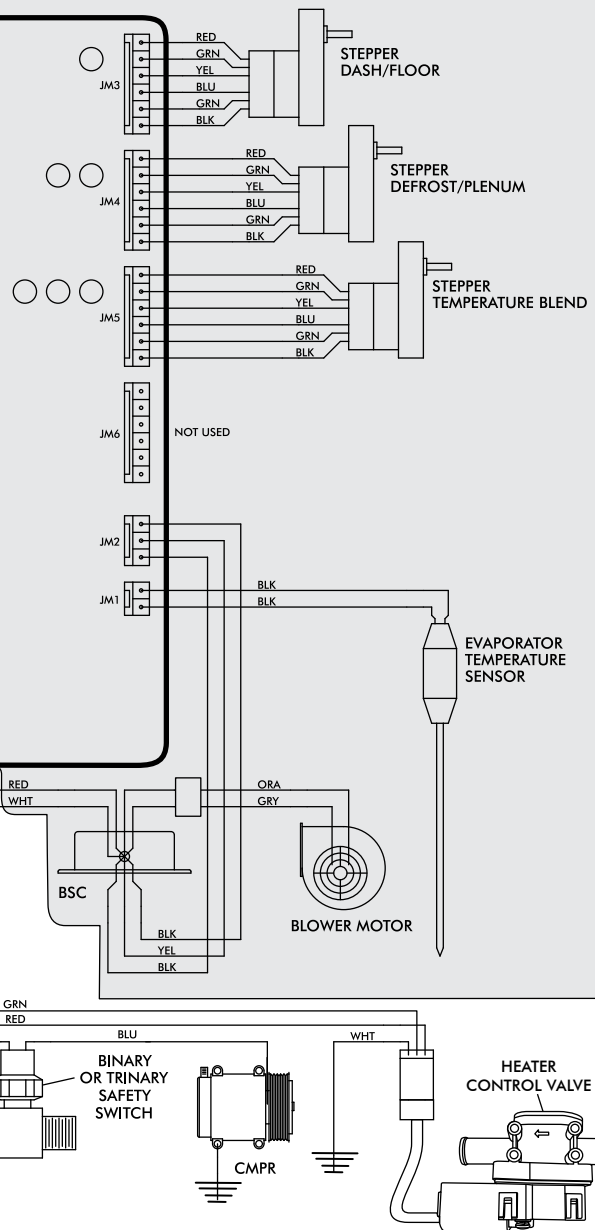 RED
GRN
YEL
BLU
GRN
BLK
JM3
STEPPER
DASH/FLOOR
RED
GRN
YEL
BLU
GRN
BLK
JM4
STEPPER
DEFROST/PLENUM
RED
GRN
YEL
BLU
GRN
BLK
JM5
STEPPER
TEMPERATURE BLEND
JM6
NOT USED
JM2
JM1
BLK
BLK
EVAPORATOR
TEMPERATURE
SENSOR
RED
WHT
ORA
GRY
BSC
BLOWER MOTOR
BLK
YEL
BLK
GRN
RED
BLU
WHT
BINARY
OR TRINARY
SAFETY
SWITCH
CMPR
HEATER
CONTROL VALVE